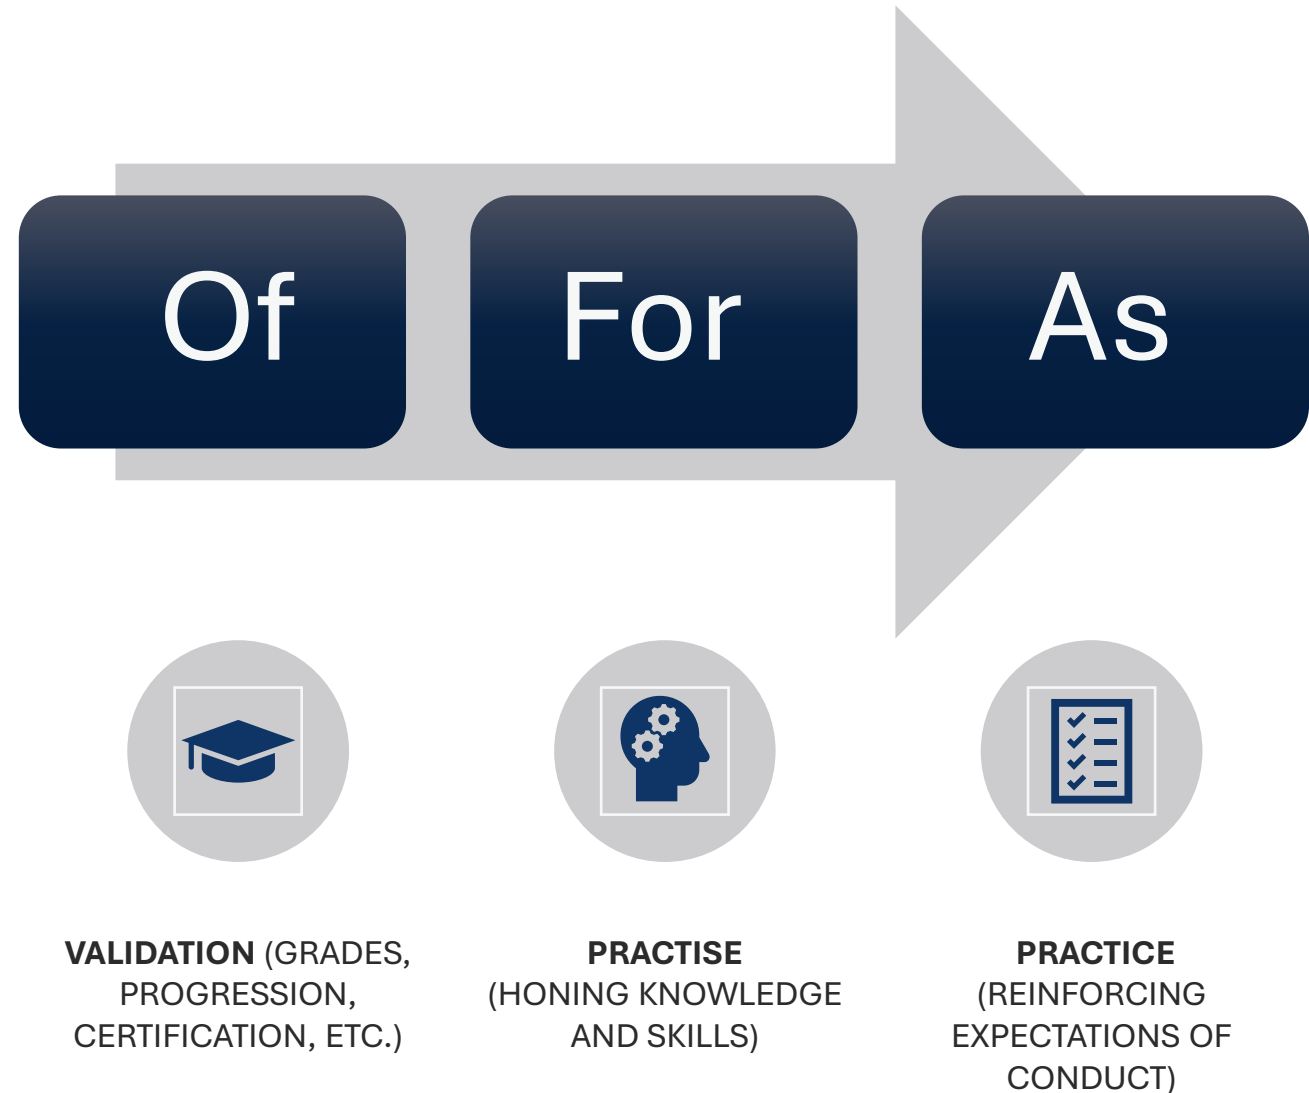 Of
For
As
VALIDATION (GRADES,
PROGRESSION,
CERTIFICATION, ETC.)
PRACTISE
(HONING KNOWLEDGE
AND SKILLS)
PRACTICE
(REINFORCING
EXPECTATIONS OF
CONDUCT)